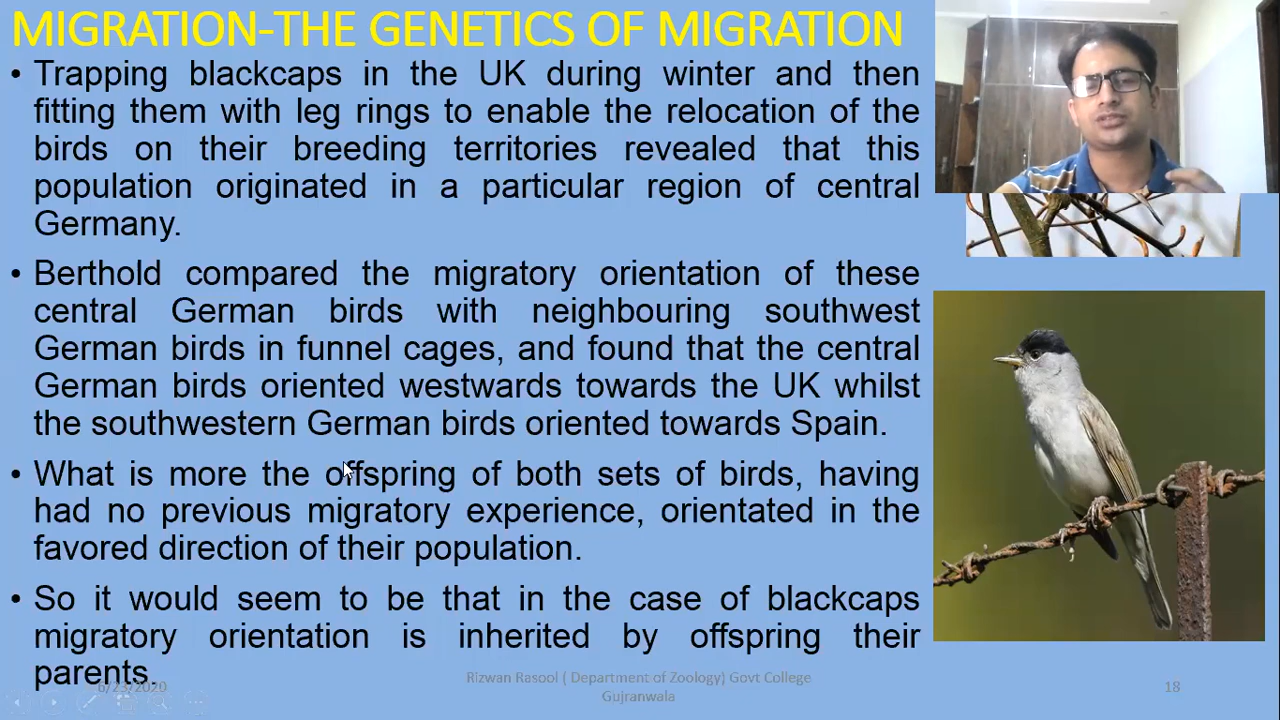 MIGRATION-THE GENETICS OF MIGRATION
• Trapping blackcaps in the UK during winter and then
fitting them with leg rings to enable the relocation of the
birds on their breeding territories revealed that this
population originated in a particular region of central
Germany.
• Berthold compared the migratory orientation of these
central German birds with neighbouring southwest
German birds in funnel cages, and found that the central
German birds oriented westwards towards the UK whilst
the southwestern German birds oriented towards Spain.
• What is more the offspring of both sets of birds, having
had no previous migratory experience, orientated in the
favored direction of their population.
• So it would seem to be that in the case of blackcaps
migratory orientation is inherited by offspring their
parents.
6/23/2020
Rizwan Rasool ( Department of Zoology) Govt College
Gujranwala
18